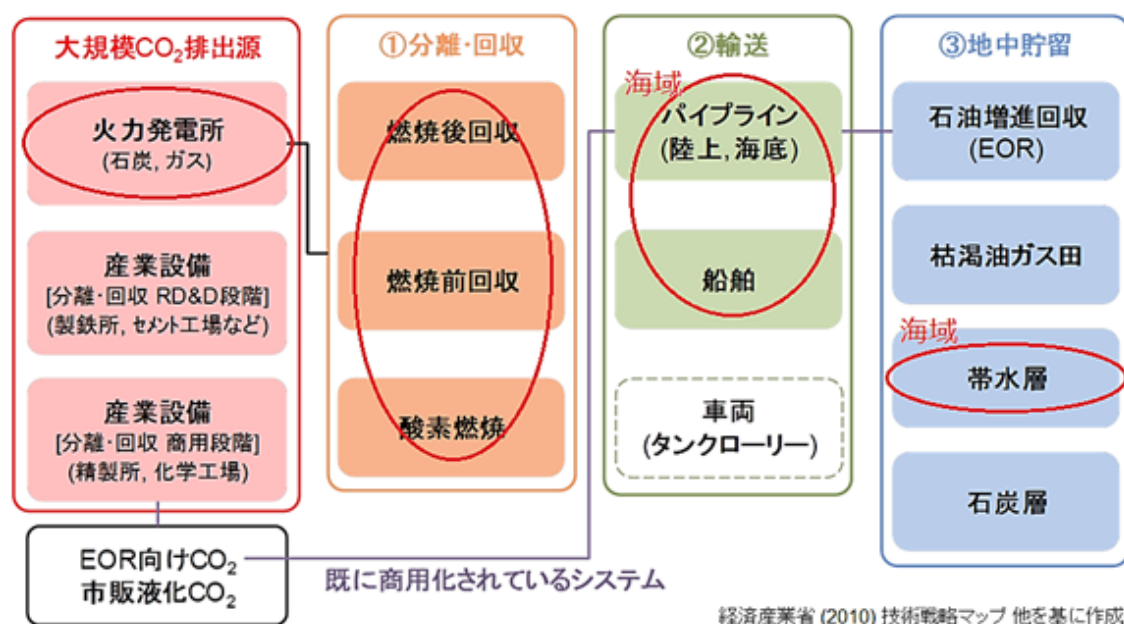 大規模CO₂排出源
火力発電所
(石炭, ガス)
産業設備
[分離・回収 RD&D段階]
(製鉄所, セメント工場など)
産業設備
[分離・回収 商用段階]
(精製所, 化学工場)
EOR向けCO₂
市販液化CO₂
①分離・回収
燃焼後回収
燃焼前回収
酸素燃焼
既に商用化されているシステム
②輸送
海域
パイプライン
(陸上, 海底)
船舶
車両
(タンクローリー)
③地中貯留
石油増進回収
(EOR)
枯渇油ガス田
海域
帯水層
石炭層
経済産業省 (2010) 技術戦略マップ 他を基に作成